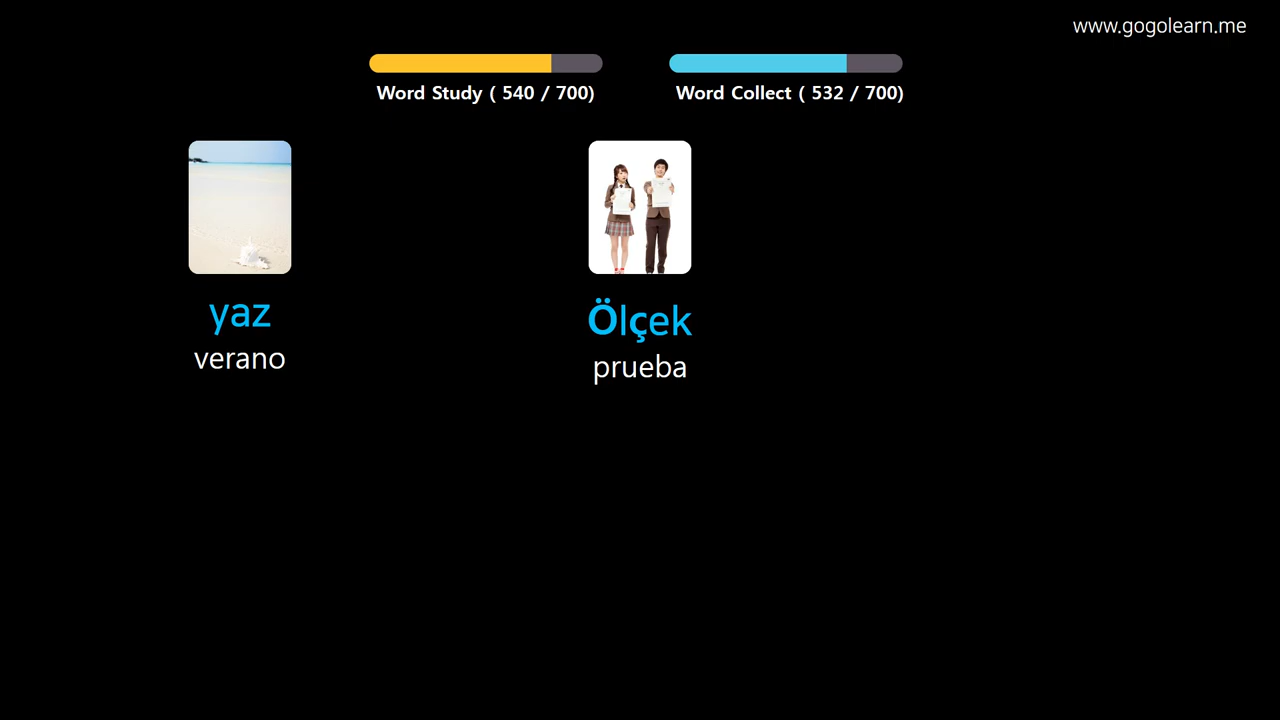 www.gogolearn.me
Word Study ( 540 / 700)
Word Collect ( 532 / 700)
yaz
verano
Ölçek
prueba